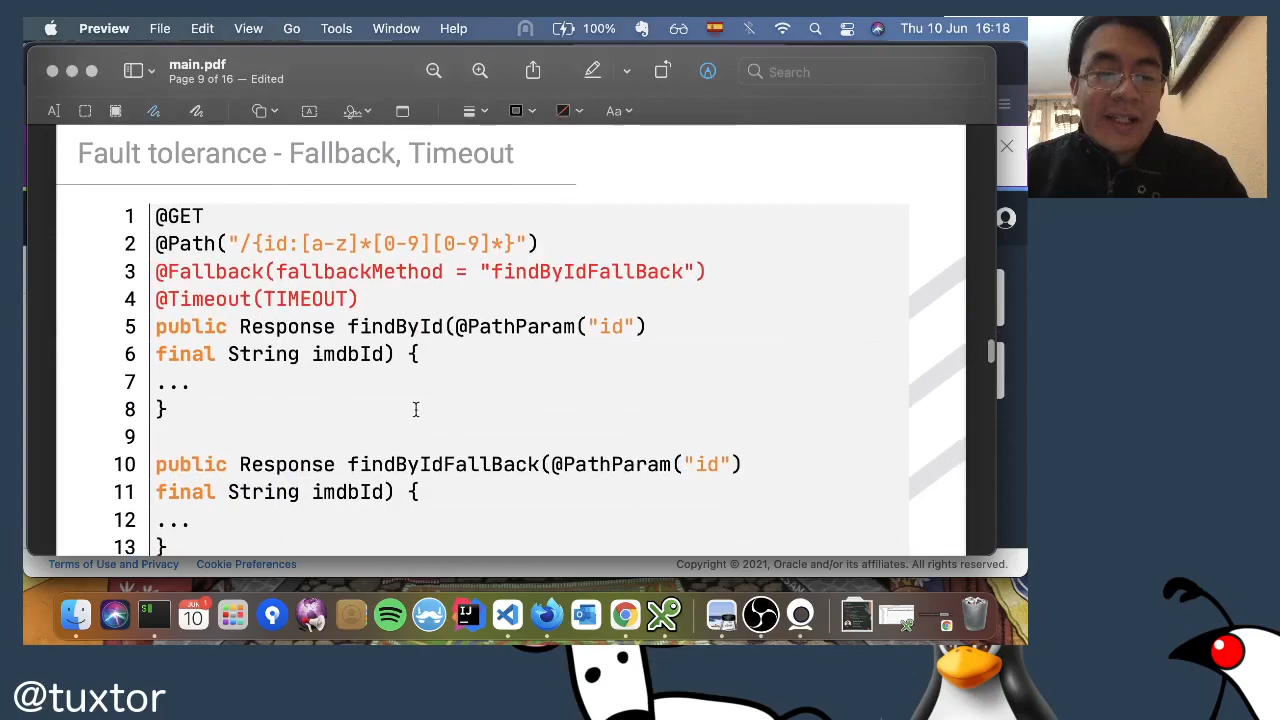 Preview File Edit View Go Tools Window Help 100% Thu 10 Jun 16:18
main.pdf
Page 9 of 16 — Edited
Search
Fault tolerance - Fallback, Timeout
1 @GET
2 @Path("/{id:[a-z]*[0-9][0-9]*}")
3 @Fallback(fallbackMethod = "findByIdFallBack")
4 @Timeout(TIMEOUT)
5 public Response findById(@PathParam("id")
6 final String imdbId) {
7 ...
8 }
9
10 public Response findByIdFallBack(@PathParam("id")
11 final String imdbId) {
12 ...
13 }
Terms of Use and Privacy Cookie Preferences Copyright © 2021, Oracle and/or its affiliates. All rights reserved.
JUN
10
@tuxtor